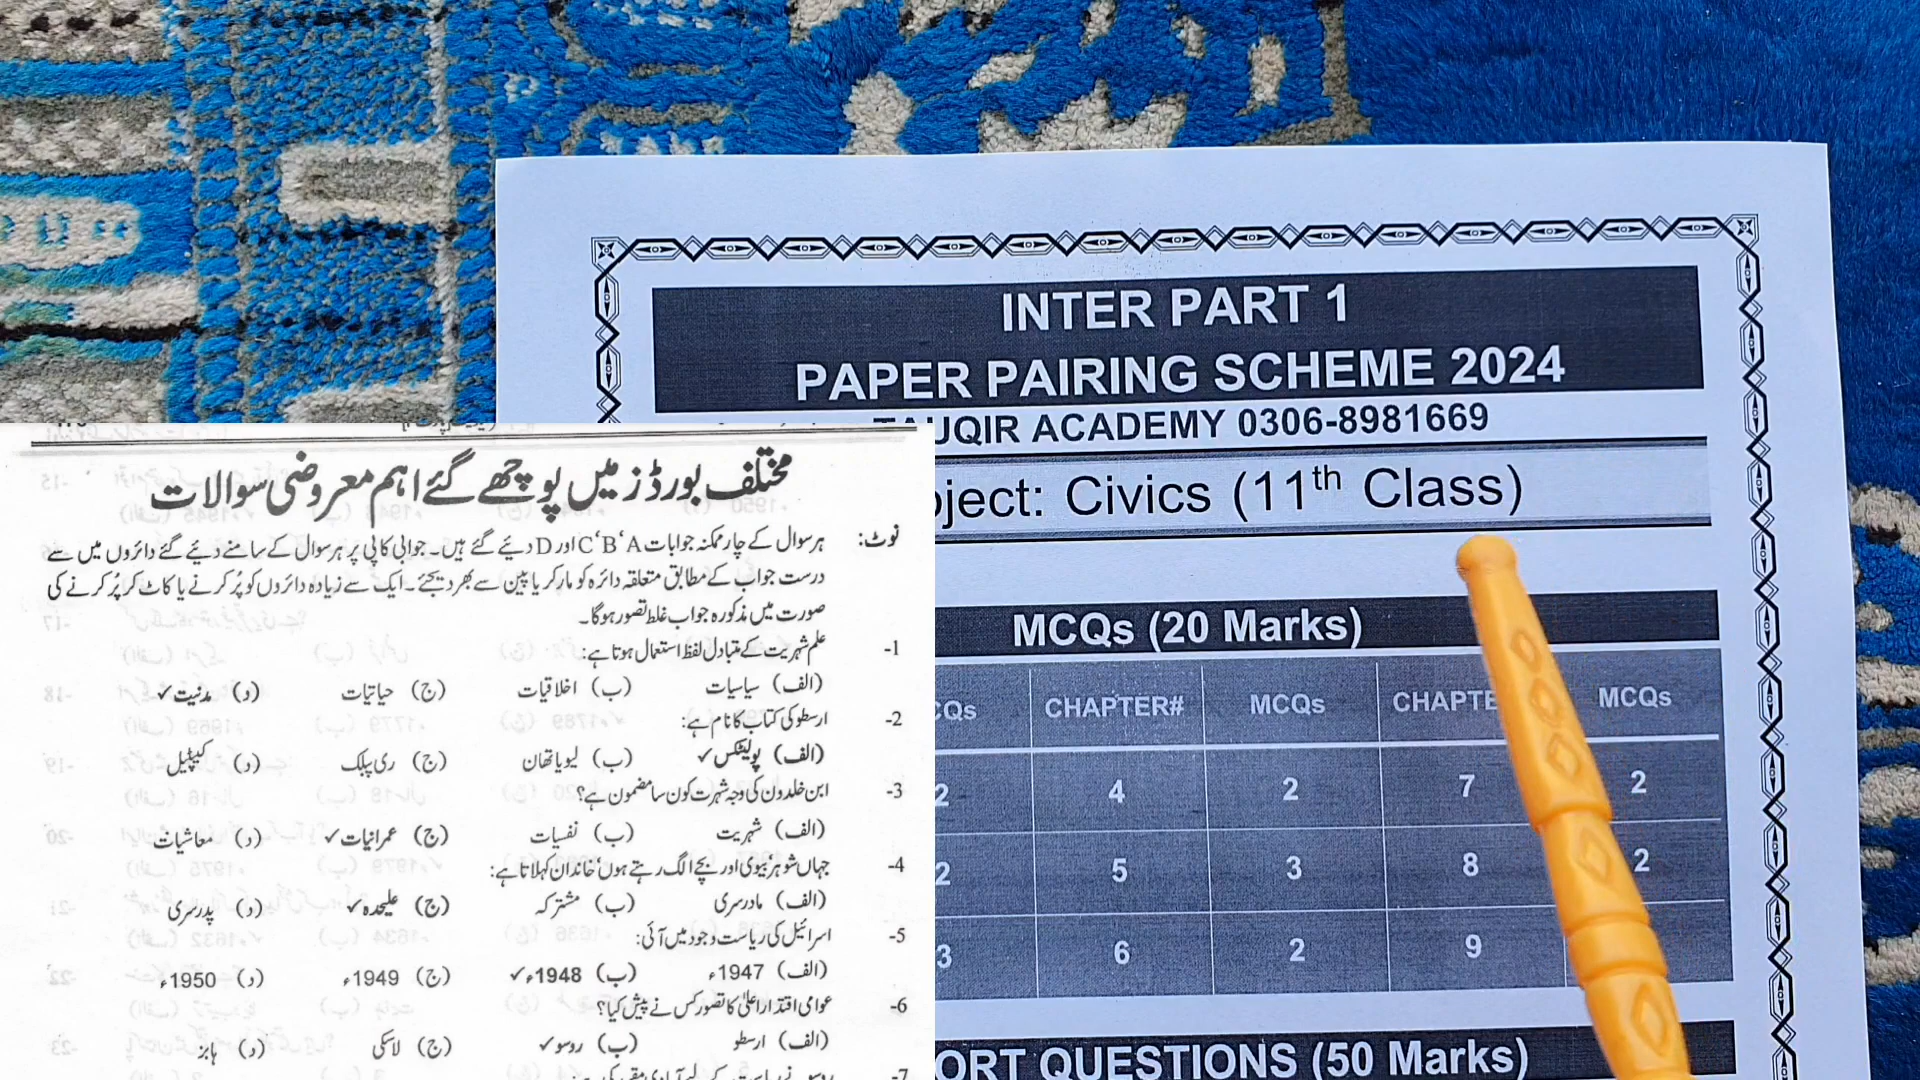 INTER PART 1
PAPER PAIRING SCHEME 2024
TAUQIR ACADEMY 0306-8981669
ject: Civics (11th Class)
MCQs (20 Marks)
CQs CHAPTER# MCQs CHAPTE MCQs
2 4 2 7 2
2 5 3 8 2
3 6 2 9
ORT QUESTIONS (50 Marks)
مختلف بورڈز میں پوچھے گئے اہم معروضی سوالات
نوٹ: ہر سوال کے چار ممکنہ جوابات A‘ B‘ C اور D دیئے گئے ہیں۔ جوابی کاپی پر ہر سوال کے سامنے دیئے گئے دائروں میں سے
درست جواب کے مطابق متعلقہ دائرہ کو مارکر یا پین سے بھر دیجئے۔ ایک سے زیادہ دائروں کو پُر کرنے یا کاٹ کر پُر کرنے کی
صورت میں مذکورہ جواب غلط تصور ہوگا۔
1- علم شہریت کے متبادل لفظ استعمال ہوتا ہے:
(الف) سیاسیات (ب) اخلاقیات (ج) حیاتیات (د) مدنیت ✓
2- ارسطو کی کتاب کا نام ہے:
(الف) پولیٹکس ✓ (ب) لیویاتھان (ج) ری پبلک (د) کیپٹیل
3- ابن خلدون کی وجہ شہرت کون سا مضمون ہے؟
(الف) شہریت (ب) نفسیات (ج) عمرانیات ✓ (د) معاشیات
4- جہاں شوہر‘ بیوی اور بچے الگ رہتے ہوں‘ خاندان کہلاتا ہے:
(الف) مادرسری (ب) مشترکہ (ج) علیحدہ ✓ (د) پدرسری
5- اسرائیل کی ریاست وجود میں آئی:
(الف) 1947ء (ب) 1948ء ✓ (ج) 1949ء (د) 1950ء
6- عوامی اقتدار اعلیٰ کا تصور کس نے پیش کیا؟
(الف) ارسطو (ب) روسو ✓ (ج) لاسکی (د) ہابز
7-